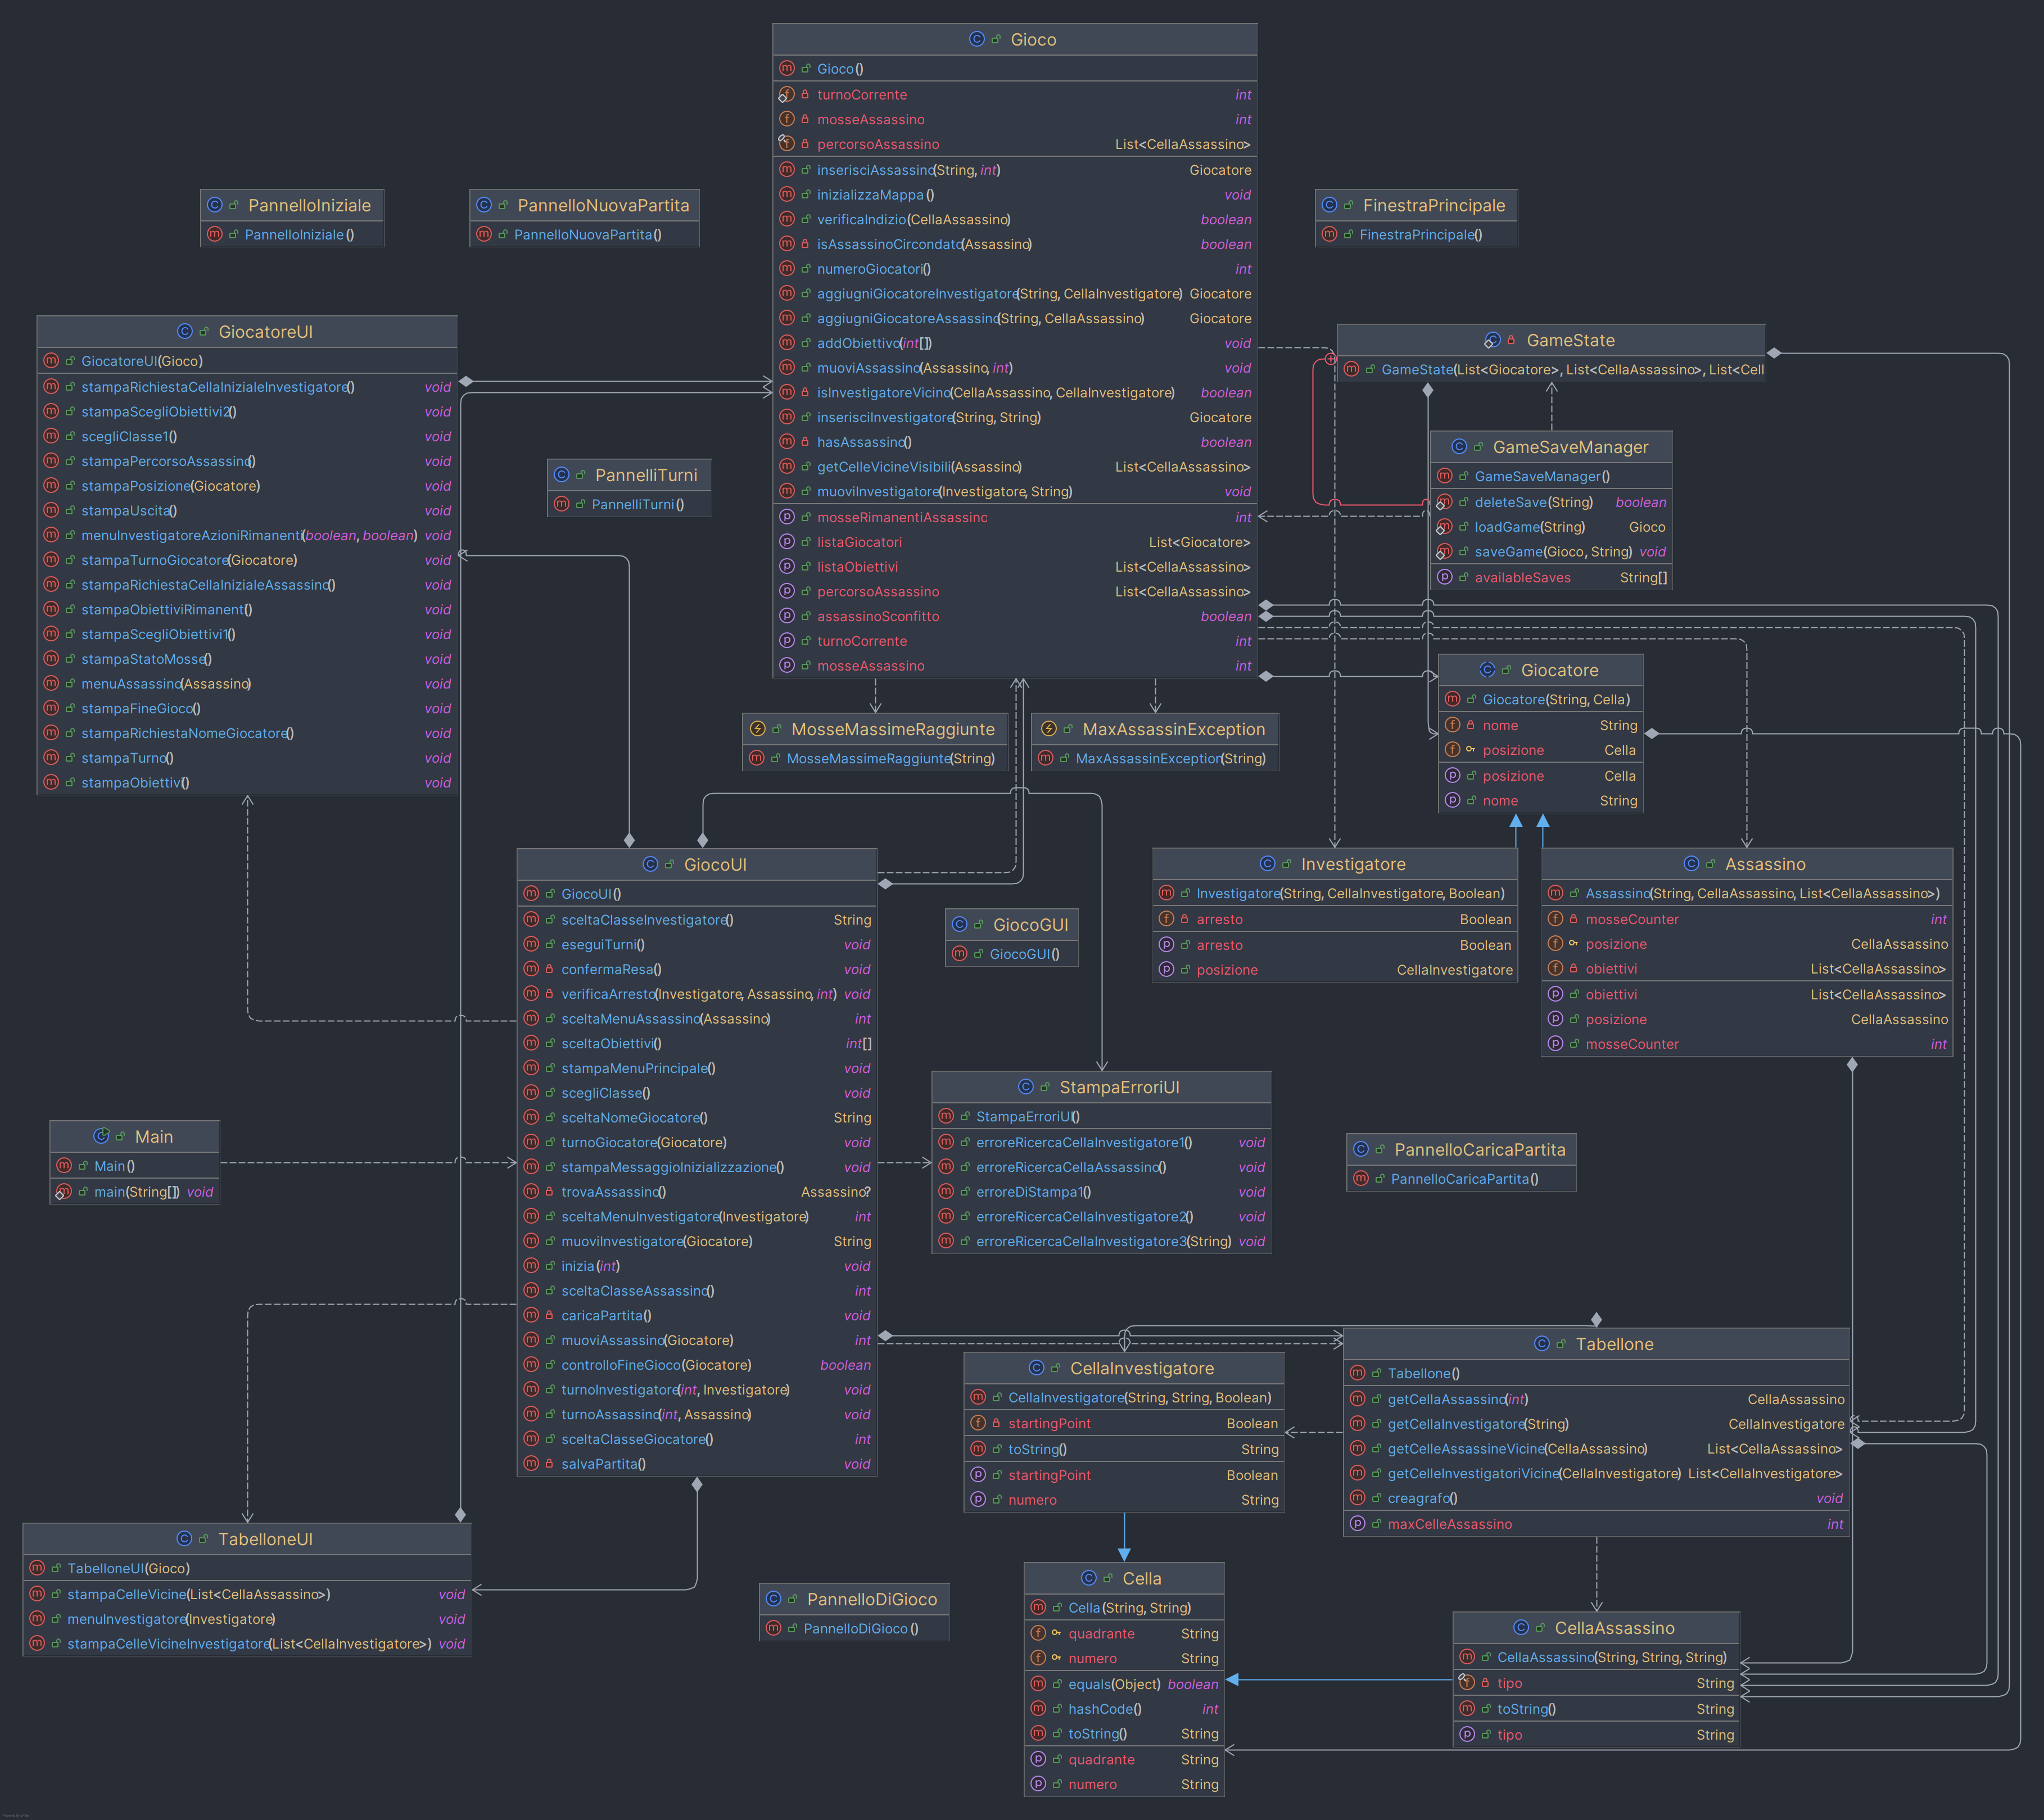 Gioco
Gioco()
turnoCorrente int
mosseAssassino int
percorsoAssassino List<CellaAssassino>
inserisciAssassino(String, int) Giocatore
inizializzaMappa() void
verificaIndizio(CellaAssassino) boolean
isAssassinoCircondato(Assassino) boolean
numeroGiocatori() int
aggiugniGiocatoreInvestigatore(String, CellaInvestigatore) Giocatore
aggiugniGiocatoreAssassino(String, CellaAssassino) Giocatore
addObiettivo(int[]) void
muoviAssassino(Assassino, int) void
isInvestigatoreVicino(CellaAssassino, CellaInvestigatore) boolean
inserisciInvestigatore(String, String) Giocatore
hasAssassino() boolean
getCelleVicineVisibili(Assassino) List<CellaAssassino>
muoviInvestigatore(Investigatore, String) void
mosseRimanentiAssassino int
listaGiocatori List<Giocatore>
listaObiettivi List<CellaAssassino>
percorsoAssassino List<CellaAssassino>
assassinoSconfitto boolean
turnoCorrente int
mosseAssassino int
PannelloIniziale
PannelloIniziale()
PannelloNuovaPartita
PannelloNuovaPartita()
FinestraPrincipale
FinestraPrincipale()
GiocatoreUI
GiocatoreUI(Gioco)
stampaRichiestaCellaInizialeInvestigatore() void
stampaScegliObiettivi2() void
scegliClasse1() void
stampaPercorsoAssassino() void
stampaPosizione(Giocatore) void
stampaUscita() void
menuInvestigatoreAzioniRimanenti(boolean, boolean) void
stampaTurnoGiocatore(Giocatore) void
stampaRichiestaCellaInizialeAssassino() void
stampaObiettiviRimanent() void
stampaScegliObiettivi1() void
stampaStatoMosse() void
menuAssassino(Assassino) void
stampaFineGioco() void
stampaRichiestaNomeGiocatore() void
stampaTurno() void
stampaObiettivi() void
GameState
GameState(List<Giocatore>, List<CellaAssassino>, List<Cell
GameSaveManager
GameSaveManager()
deleteSave(String) boolean
loadGame(String) Gioco
saveGame(Gioco, String) void
availableSaves String[]
PannelliTurni
PannelliTurni()
Giocatore
Giocatore(String, Cella)
nome String
posizione Cella
posizione Cella
nome String
MosseMassimeRaggiunte
MosseMassimeRaggiunte(String)
MaxAssassinException
MaxAssassinException(String)
GiocoUI
GiocoUI()
sceltaClasseInvestigatore() String
eseguiTurni() void
confermaResa() void
verificaArresto(Investigatore, Assassino, int) void
sceltaMenuAssassino(Assassino) int
sceltaObiettivi() int[]
stampaMenuPrincipale() void
scegliClasse() void
sceltaNomeGiocatore() String
turnoGiocatore(Giocatore) void
stampaMessaggioInizializzazione() void
trovaAssassino() Assassino?
sceltaMenuInvestigatore(Investigatore) int
muoviInvestigatore(Giocatore) String
inizia(int) void
sceltaClasseAssassino() int
caricaPartita() void
muoviAssassino(Giocatore) int
controlloFineGioco(Giocatore) boolean
turnoInvestigatore(int, Investigatore) void
turnoAssassino(int, Assassino) void
sceltaClasseGiocatore() int
salvaPartita() void
Investigatore
Investigatore(String, CellaInvestigatore, Boolean)
arresto Boolean
arresto Boolean
posizione CellaInvestigatore
Assassino
Assassino(String, CellaAssassino, List<CellaAssassino>)
mosseCounter int
posizione CellaAssassino
obiettivi List<CellaAssassino>
obiettivi List<CellaAssassino>
posizione CellaAssassino
mosseCounter int
GiocoGUI
GiocoGUI()
StampaErroriUI
StampaErroriUI()
erroreRicercaCellaInvestigatore1() void
erroreRicercaCellaAssassino() void
erroreDiStampa1() void
erroreRicercaCellaInvestigatore2() void
erroreRicercaCellaInvestigatore3(String) void
Main
Main()
main(String[]) void
PannelloCaricaPartita
PannelloCaricaPartita()
Tabellone
Tabellone()
getCellaAssassino(int) CellaAssassino
getCellaInvestigatore(String) CellaInvestigatore
getCelleAssassineVicine(CellaAssassino) List<CellaAssassino>
getCelleInvestigatoriVicine(CellaInvestigatore) List<CellaInvestigatore>
creagrafo() void
maxCelleAssassino int
CellaInvestigatore
CellaInvestigatore(String, String, Boolean)
startingPoint Boolean
toString() String
startingPoint Boolean
numero String
TabelloneUI
TabelloneUI(Gioco)
stampaCelleVicine(List<CellaAssassino>) void
menuInvestigatore(Investigatore) void
stampaCelleVicineInvestigatore(List<CellaInvestigatore>) void
PannelloDiGioco
PannelloDiGioco()
Cella
Cella(String, String)
quadrante String
numero String
equals(Object) boolean
hashCode() int
toString() String
quadrante String
numero String
CellaAssassino
CellaAssassino(String, String, String)
tipo String
toString() String
tipo String